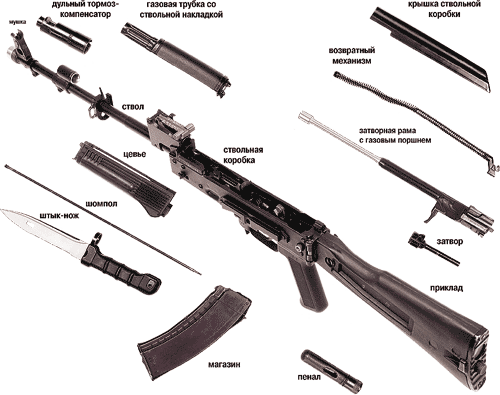 дульный тормоз-
компенсатор
газовая трубка со
ствольной накладкой
крышка ствольной
коробки
мушка
возвратный
механизм
ствол
затворная рама
с газовым поршнем
ствольная
коробка
цевье
шомпол
штык-нож
затвор
приклад
магазин
пенал